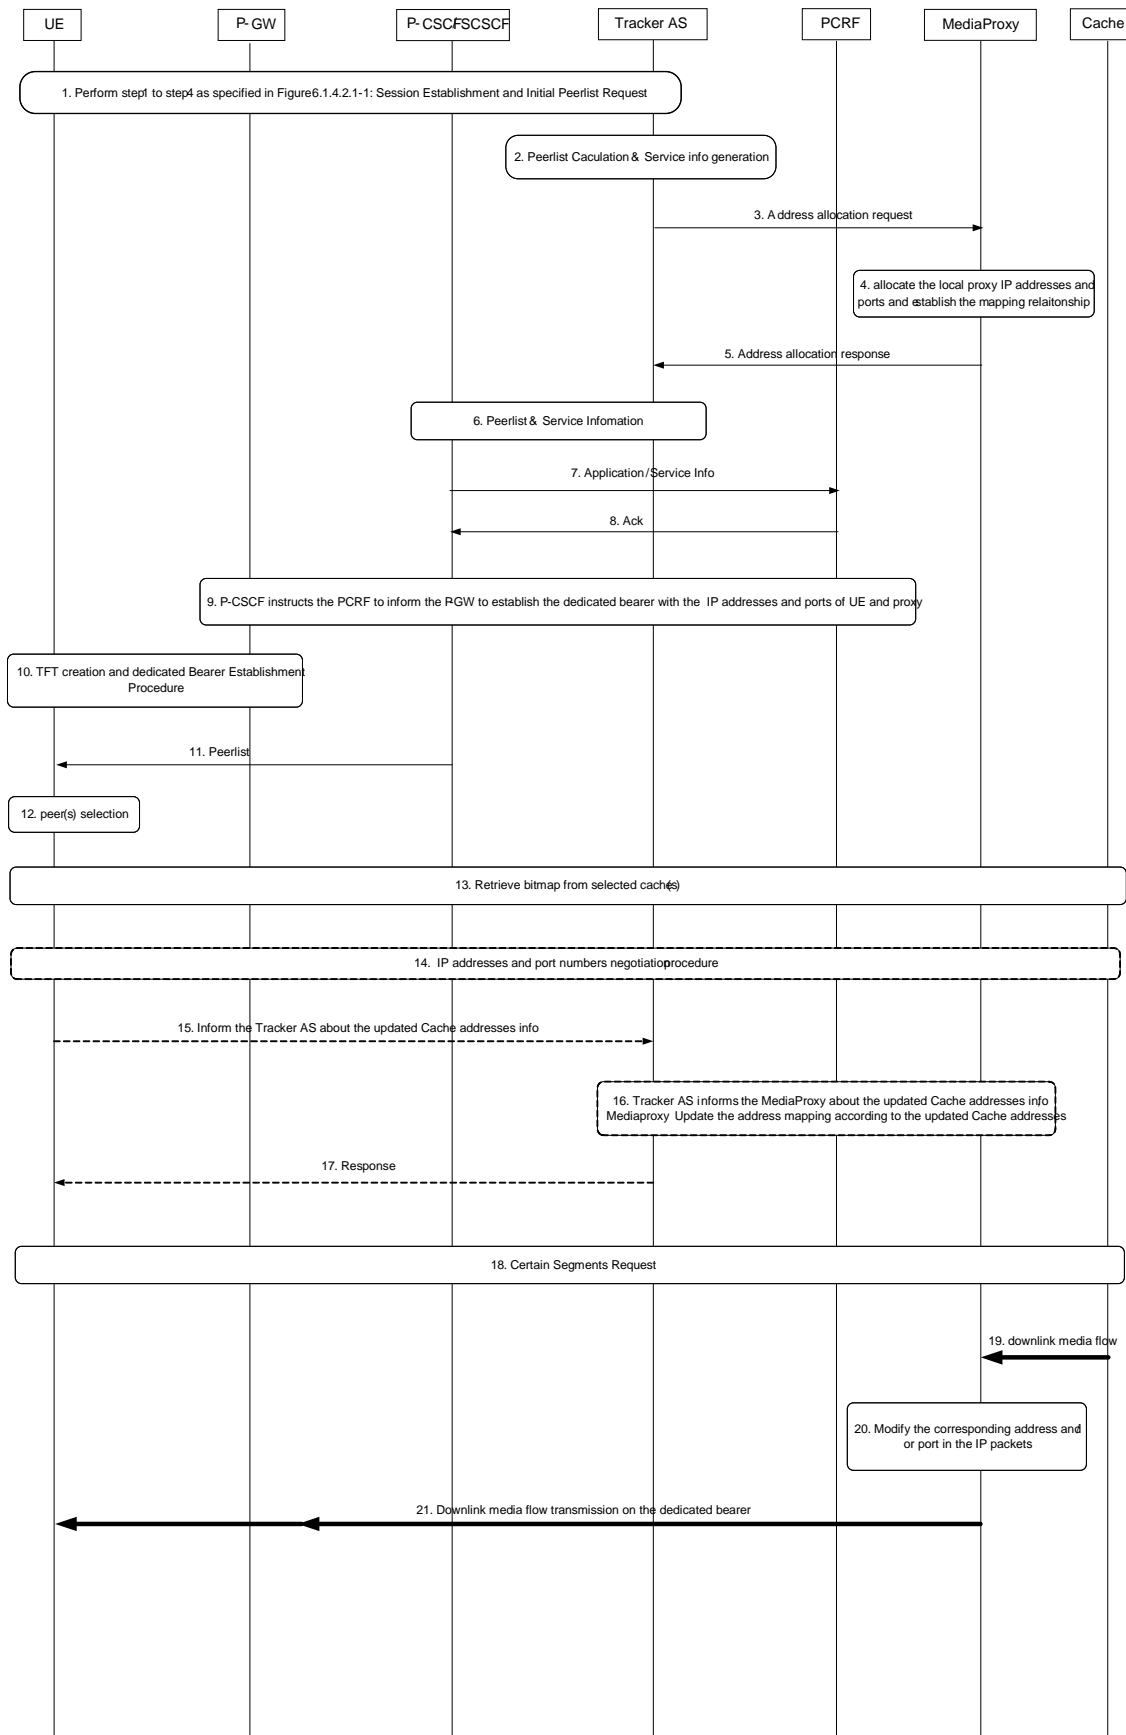 UE
P-GW
P-CSCF/SCSCF
Tracker AS
PCRF
MediaProxy
Cache
1. Perform step1 to step4 as specified in Figure6.1.4.2.1-1: Session Establishment and Initial Peerlist Request
2. Peerlist Caculation & Service info generation
3. Address allocation request
4. allocate the local proxy IP addresses and
ports and establish the mapping relaitonship
5. Address allocation response
6. Peerlist & Service Infomation
7. Application/Service Info
8. Ack
9. P-CSCF instructs the PCRF to inform the P-GW to establish the dedicated bearer with the IP addresses and ports of UE and proxy
10. TFT creation and dedicated Bearer Establishment
Procedure
11. Peerlist
12. peer(s) selection
13. Retrieve bitmap from selected cache(s)
14. IP addresses and port numbers negotiation procedure
15. Inform the Tracker AS about the updated Cache addresses info
16. Tracker AS informs the MediaProxy about the updated Cache addresses info,
Mediaproxy Update the address mapping according to the updated Cache addresses
17. Response
18. Certain Segments Request
19. downlink media flow
20. Modify the corresponding address and/
or port in the IP packets
21. Downlink media flow transmission on the dedicated bearer